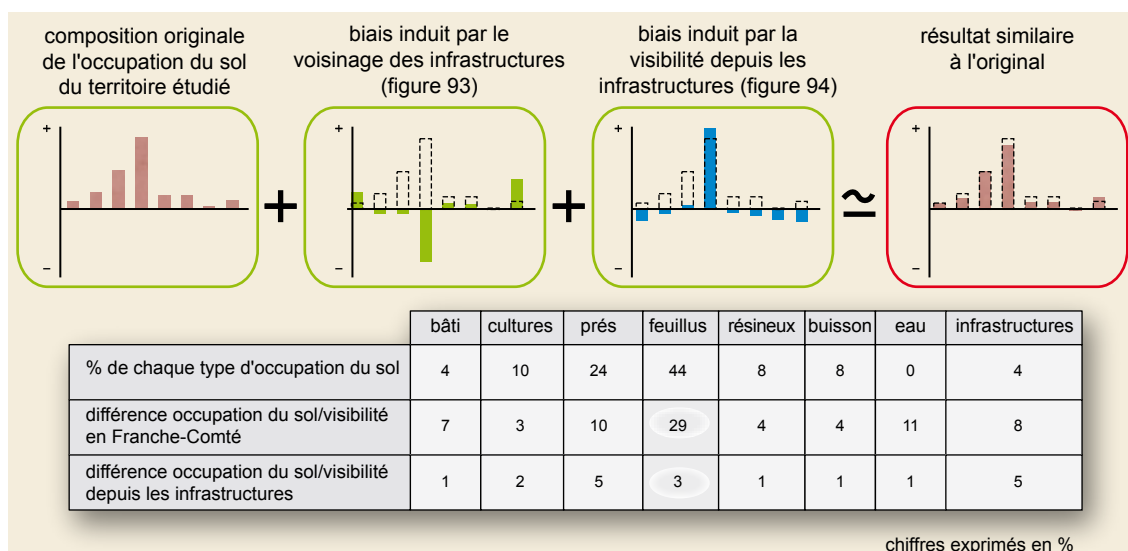 composition originale
de l'occupation du sol
du territoire étudié
biais induit par le
voisinage des infrastructures
(figure 93)
biais induit par la
visibilité depuis les
infrastructures (figure 94)
résultat similaire
à l'original
+
−
+
+
−
+
+
−
≃
+
−
bâti cultures prés feuillus résineux buisson eau infrastructures
% de chaque type d'occupation du sol 4 10 24 44 8 8 0 4
différence occupation du sol/visibilité
en Franche-Comté 7 3 10 29 4 4 11 8
différence occupation du sol/visibilité
depuis les infrastructures 1 2 5 3 1 1 1 5
chiffres exprimés en %